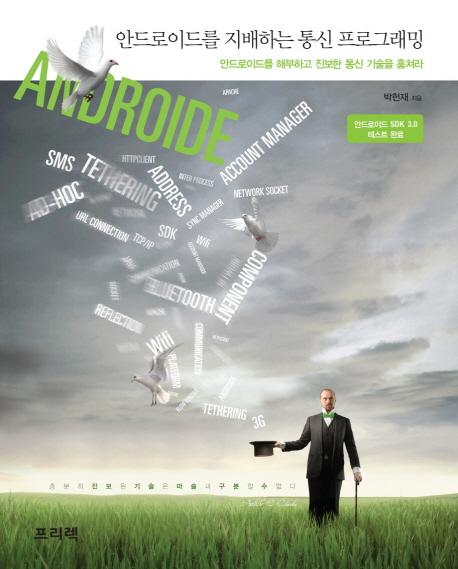 안드로이드를 지배하는 통신 프로그래밍
안드로이드를 해부하고 진보한 통신 기술을 훔쳐라
박헌재 지음
안드로이드 SDK 3.0
테스트 완료
ANDROIDE
APACHE
ACCOUNT MANAGER
HTTPCLIENT
SMS
TETHERING
ADDRESS
INTER PROCESS
AD-HOC
NETWORK SOCKET
SYNC MANAGER
URL CONNECTION
TCP/IP
SDK
Wifi
COMPONENT
BLUETOOTH
REFLECTION
Wifi
PLATFORM
COMMUNICATION
TETHERING
3G
충분히진보된기술은마술과구분할수없다
프리렉